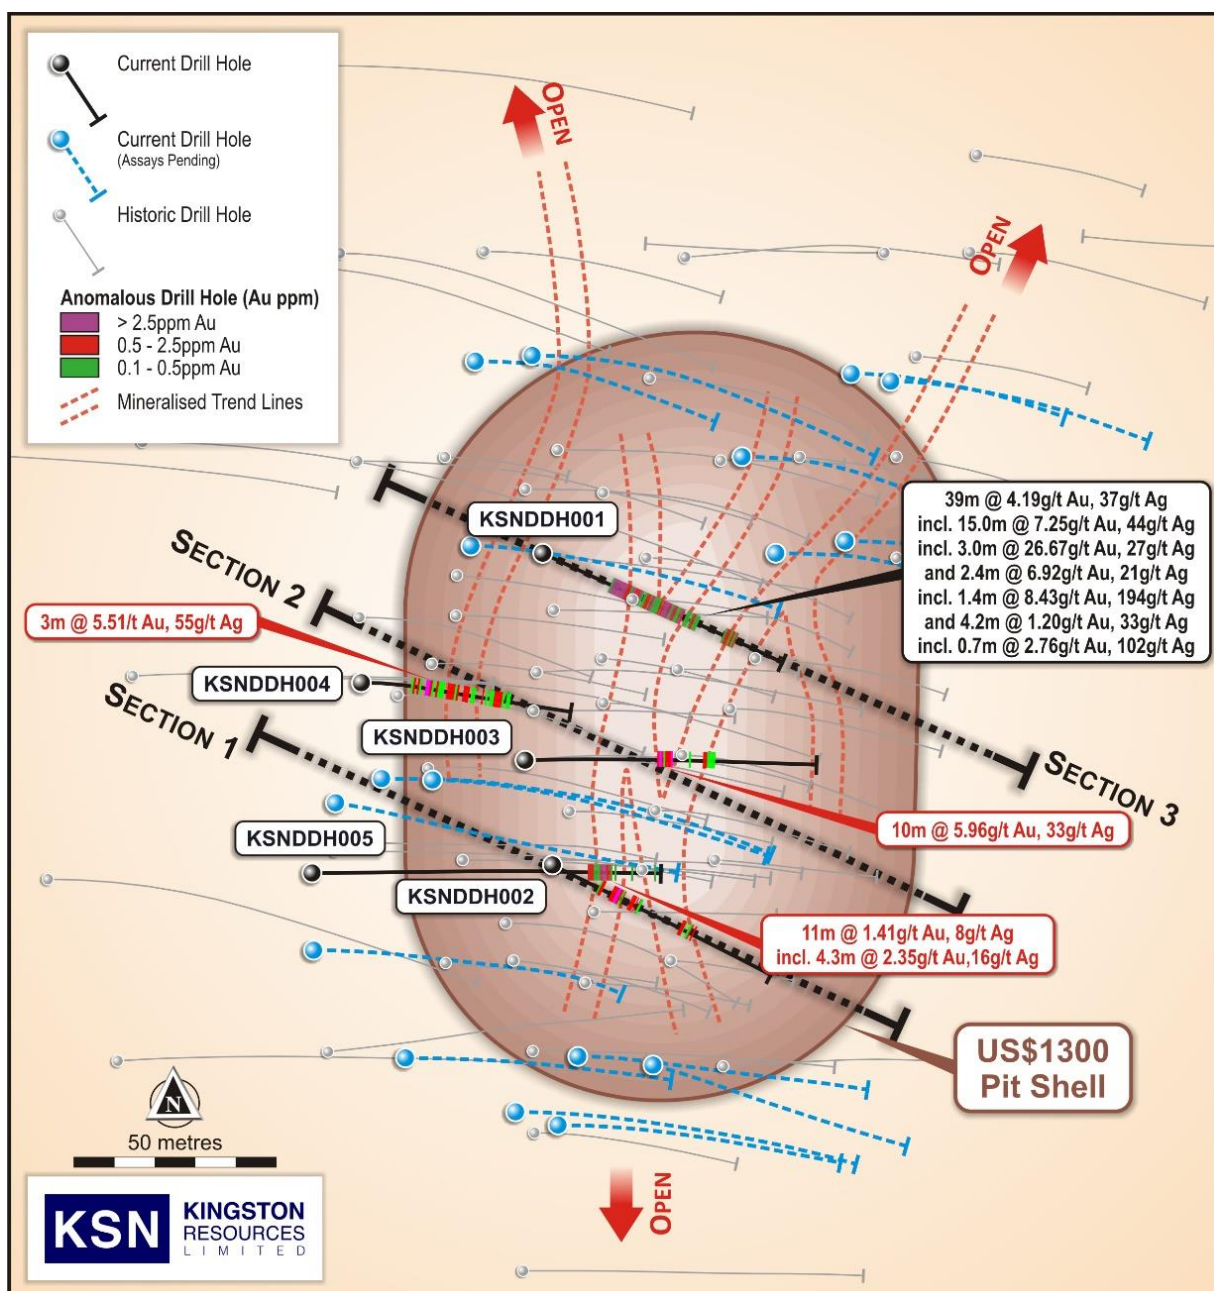 Current Drill Hole
Current Drill Hole
(Assays Pending)
Historic Drill Hole
Anomalous Drill Hole (Au ppm)
> 2.5ppm Au
0.5 - 2.5ppm Au
0.1 - 0.5ppm Au
Mineralised Trend Lines
OPEN
OPEN
KSNDDH001
39m @ 4.19g/t Au, 37g/t Ag
incl. 15.0m @ 7.25g/t Au, 44g/t Ag
incl. 3.0m @ 26.67g/t Au, 27g/t Ag
and 2.4m @ 6.92g/t Au, 21g/t Ag
incl. 1.4m @ 8.43g/t Au, 194g/t Ag
and 4.2m @ 1.20g/t Au, 33g/t Ag
incl. 0.7m @ 2.76g/t Au, 102g/t Ag
SECTION 2
3m @ 5.51/t Au, 55g/t Ag
KSNDDH004
SECTION 1
KSNDDH003
SECTION 3
10m @ 5.96g/t Au, 33g/t Ag
KSNDDH005
KSNDDH002
11m @ 1.41g/t Au, 8g/t Ag
incl. 4.3m @ 2.35g/t Au,16g/t Ag
US$1300
Pit Shell
N
50 metres
OPEN
KSN
KINGSTON
RESOURCES
LIMITED